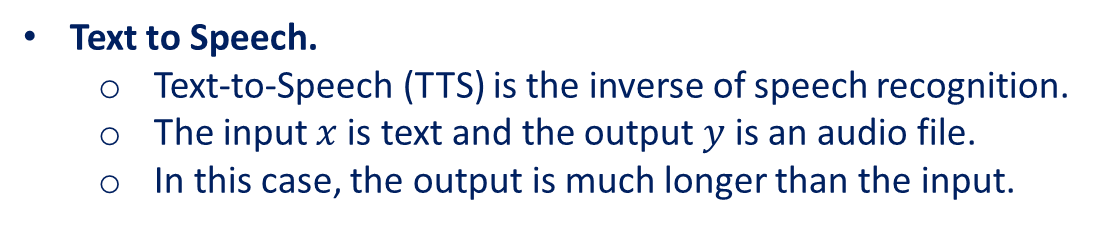 • Text to Speech.
o Text-to-Speech (TTS) is the inverse of speech recognition.
o The input x is text and the output y is an audio file.
o In this case, the output is much longer than the input.